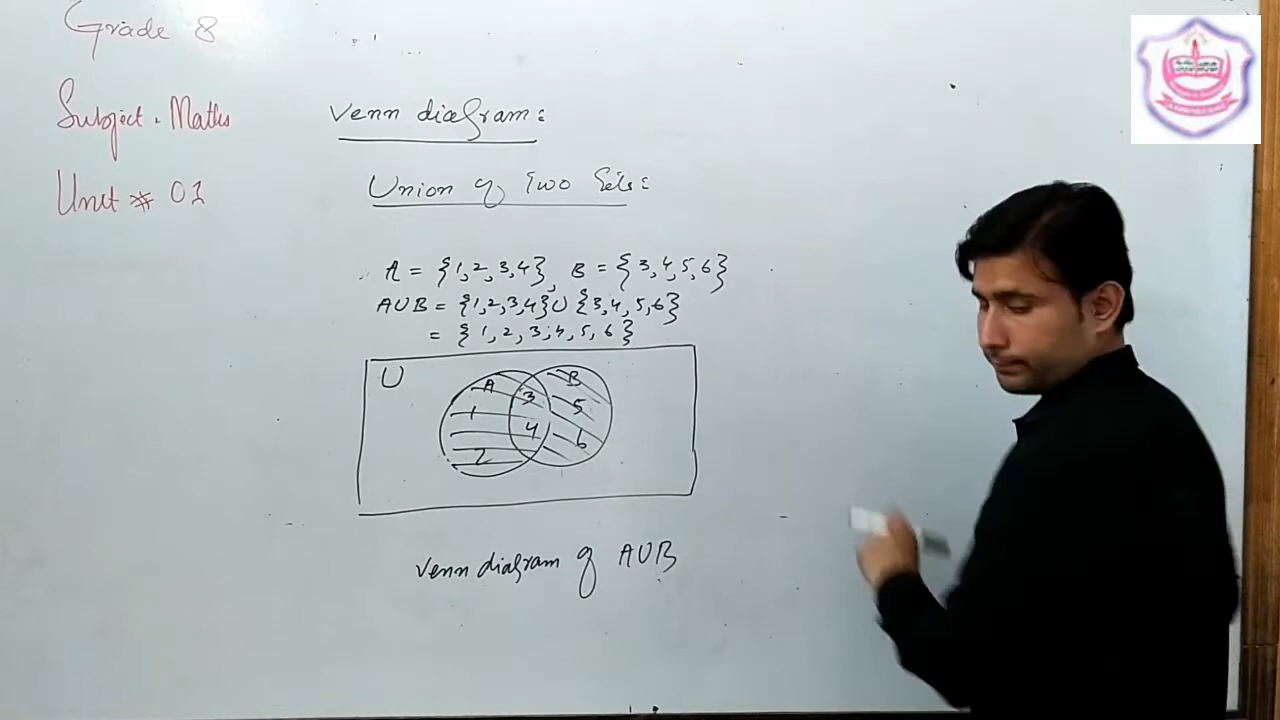 Grade 8
Subject. Maths
Unit # 01
Venn diagram:
Union of Two Sets:
A = {1,2,3,4}, B = {3,4,5,6}
AUB = {1,2,3,4}U{3,4,5,6}
= {1,2,3,4,5,6}
U
A B
3
1 5
4
2 6
Venn diagram of AUB